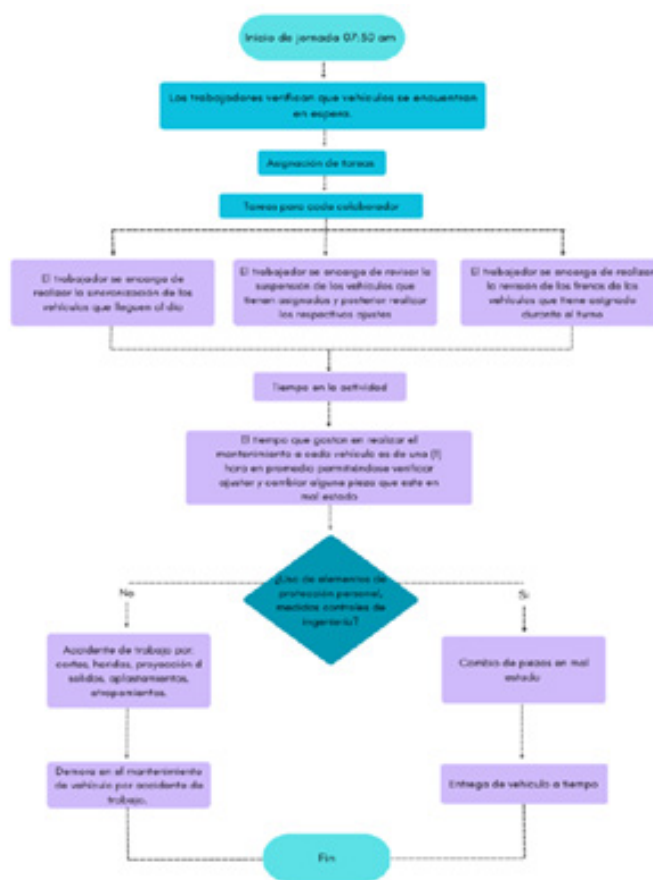 Inicio de jornada 07:50 am
Los trabajadores verifican que vehículos se encuentran
en espera.
Asignación de tareas
Tareas para cada colaborador
El trabajador se encarga de
realizar la sincronización de los
vehículos que lleguen al día
El trabajador se encarga de revisar la
suspensión de los vehículos que
tienen asignados y posterior realizar
los respectivos ajustes
El trabajador se encarga de realizar
la revisión de los frenos de los
vehículos que tiene asignado
durante el turno
Tiempo en la actividad
El tiempo que gastan en realizar el
mantenimiento a cada vehículo es de una (1)
hora en promedio permitiéndose verificar
ajustar y cambiar alguna pieza que este en
mal estado
¿Uso de elementos de
protección personal,
medidas controles de
ingeniería?
No
Si
Accidente de trabajo por:
cortes, heridas, proyección d
solidos, aplastamientos,
atrapamientos.
Cambio de piezas en mal
estado
Demora en el mantenimiento
de vehículo por accidente de
trabajo.
Entrega de vehículo a tiempo
Fin